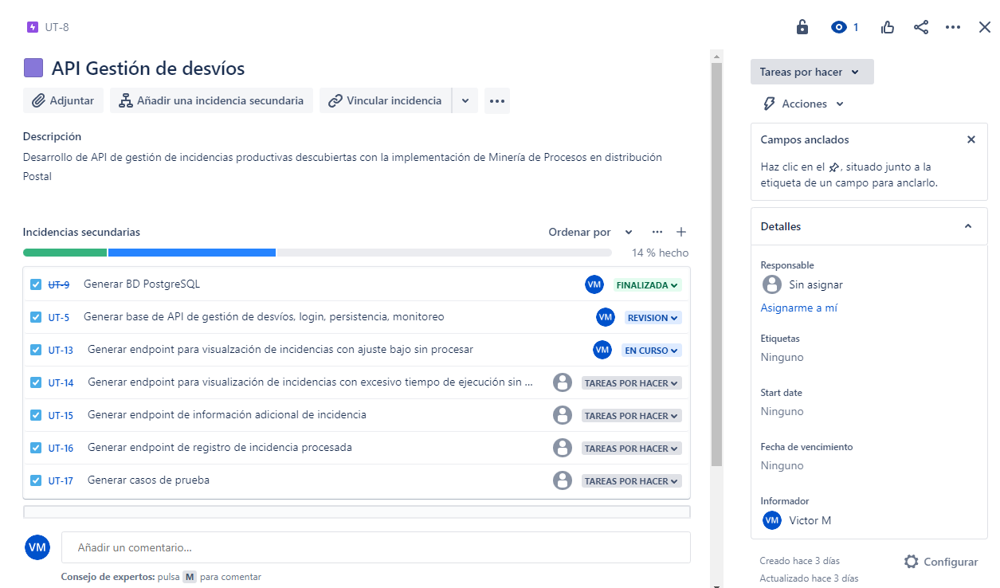 UT-8
1
API Gestión de desvíos
Adjuntar
Añadir una incidencia secundaria
Vincular incidencia
Descripción
Desarrollo de API de gestión de incidencias productivas descubiertas con la implementación de Minería de Procesos en distribución
Postal
Incidencias secundarias
Ordenar por
14 % hecho
UT-9 Generar BD PostgreSQL VM FINALIZADA
UT-5 Generar base de API de gestión de desvíos, login, persistencia, monitoreo VM REVISION
UT-13 Generar endpoint para visualzación de incidencias con ajuste bajo sin procesar VM EN CURSO
UT-14 Generar endpoint para visualización de incidencias con excesivo tiempo de ejecución sin ... TAREAS POR HACER
UT-15 Generar endpoint de información adicional de incidencia TAREAS POR HACER
UT-16 Generar endpoint de registro de incidencia procesada TAREAS POR HACER
UT-17 Generar casos de prueba TAREAS POR HACER
VM Añadir un comentario...
Consejo de expertos: pulsa M para comentar
Tareas por hacer
Acciones
Campos anclados
Haz clic en el , situado junto a la
etiqueta de un campo para anclarlo.
Detalles
Responsable
Sin asignar
Asignarme a mí
Etiquetas
Ninguno
Start date
Ninguno
Fecha de vencimiento
Ninguno
Informador
VM Victor M
Creado hace 3 días
Actualizado hace 3 días
Configurar